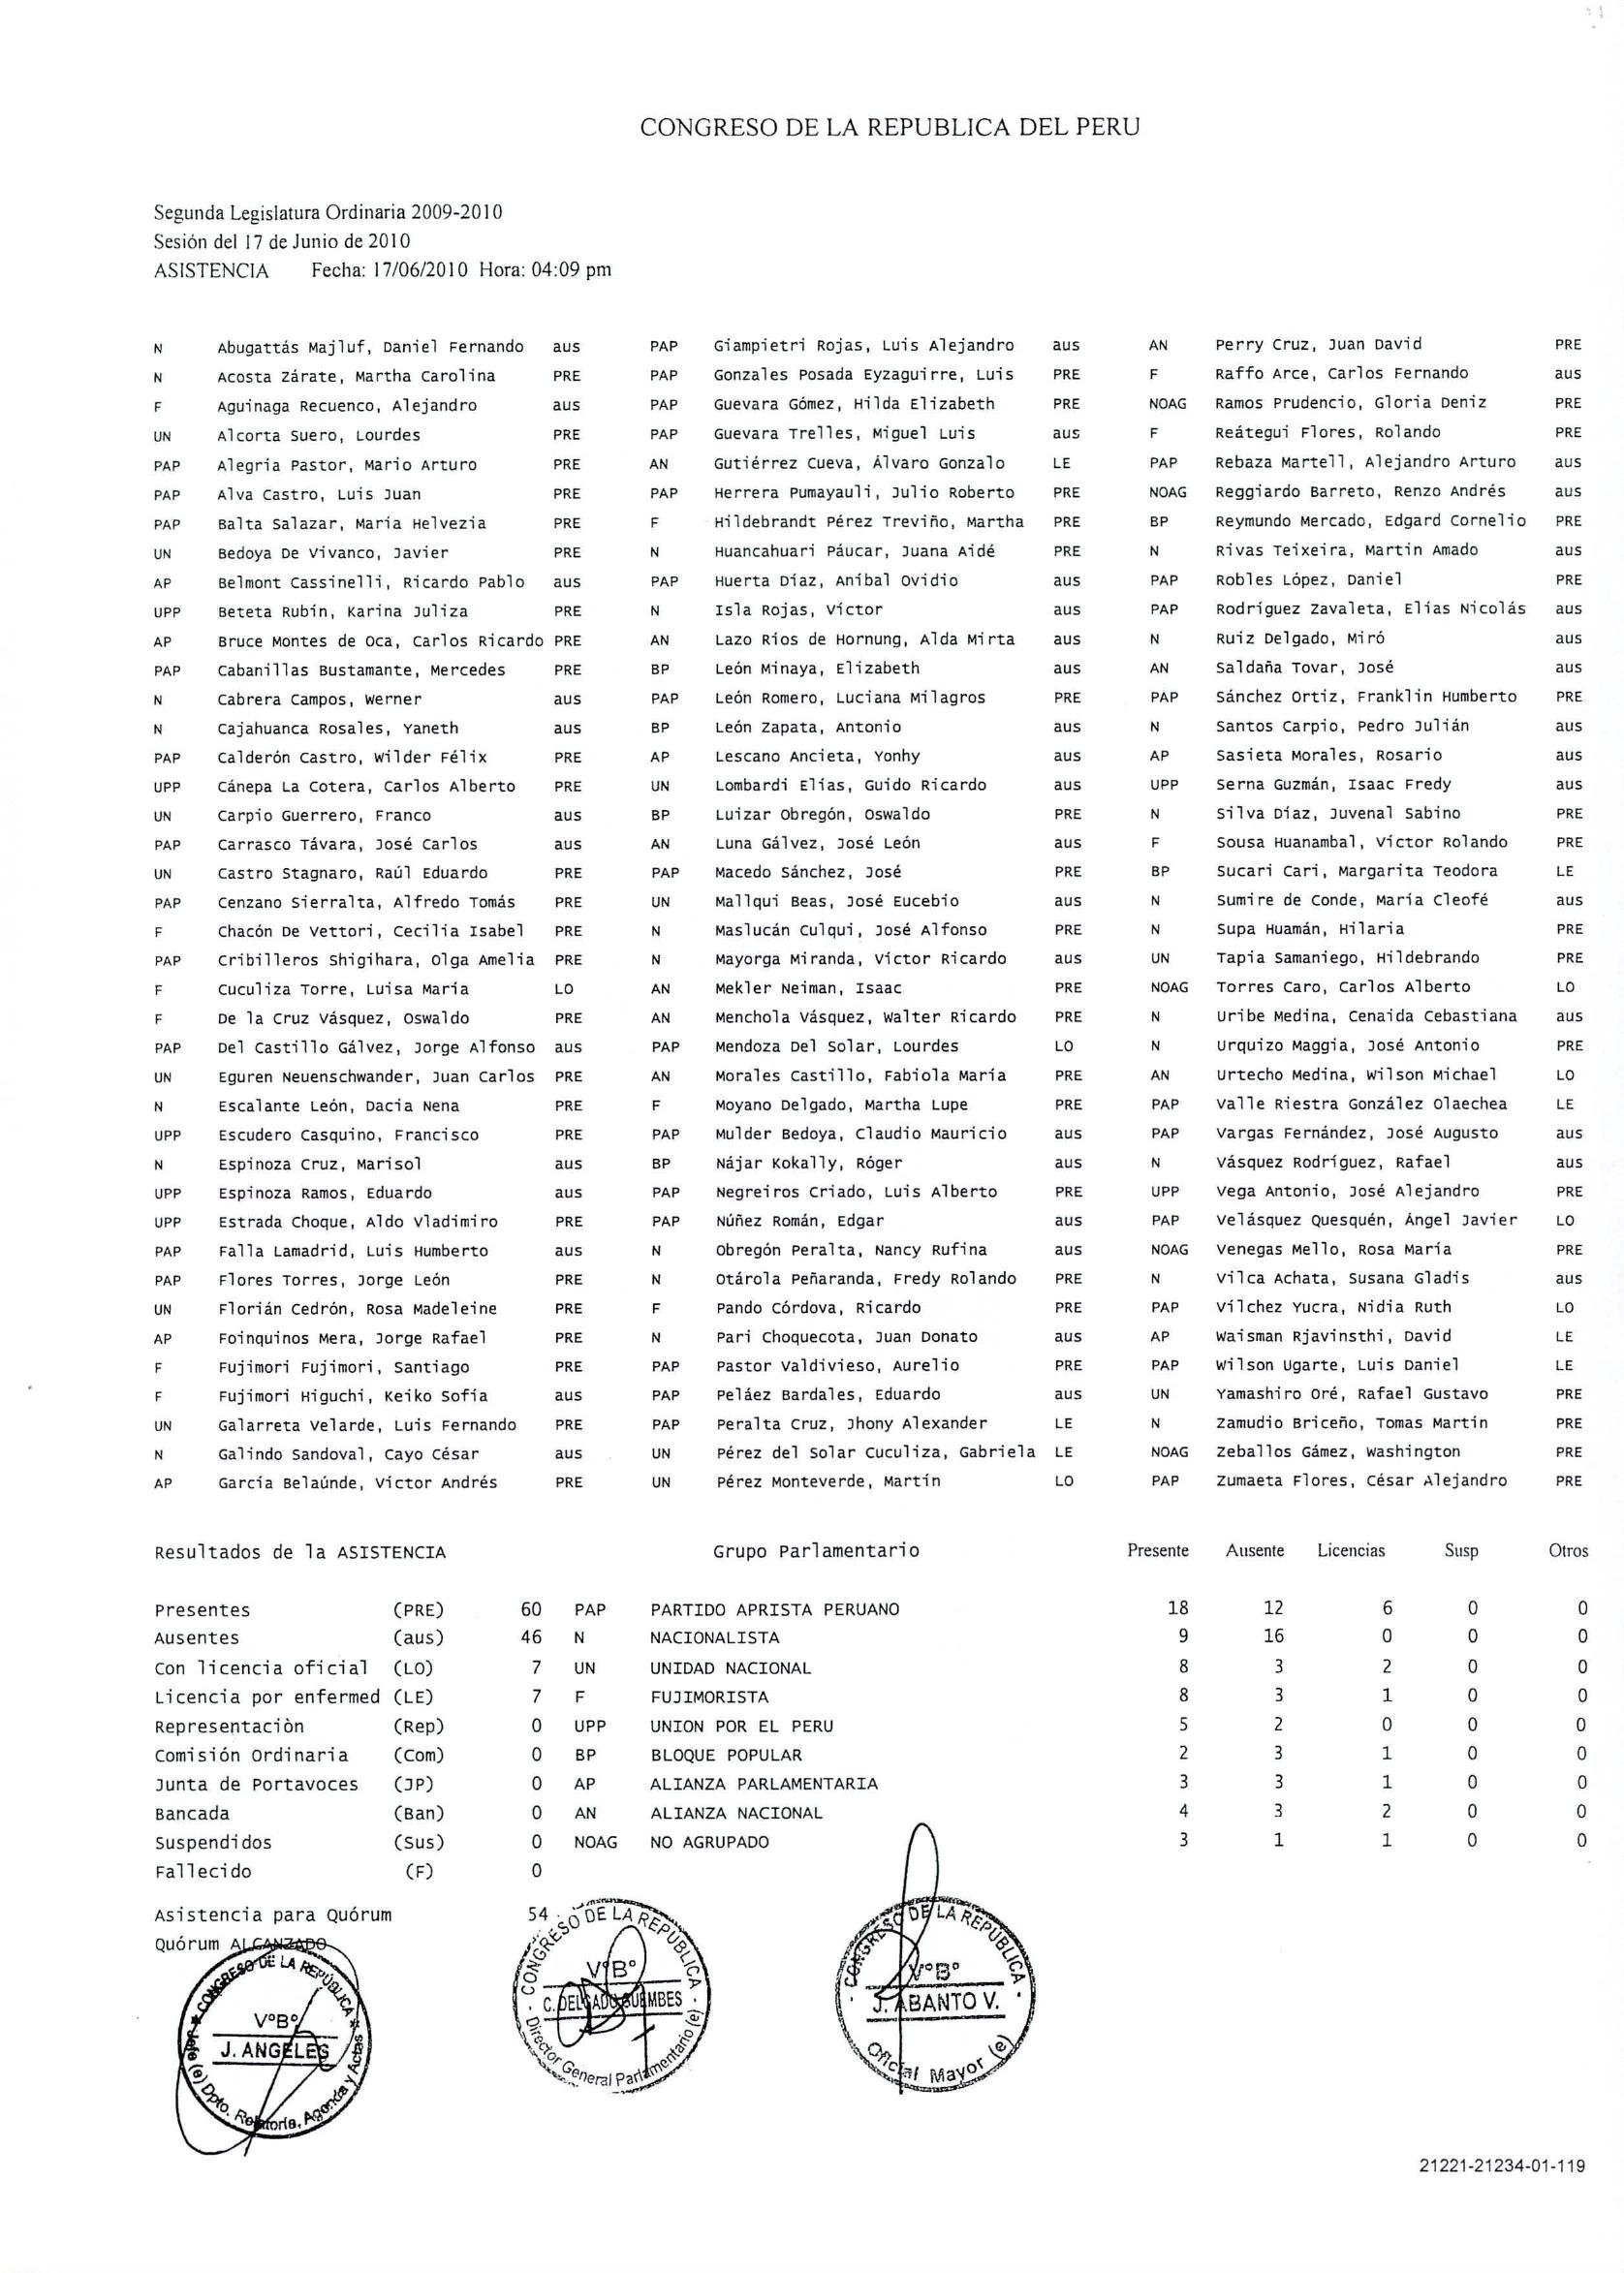 CONGRESO DE LA REPUBLICA DEL PERU
Segunda Legislatura Ordinaria 2009-2010
Sesión del 17 de Junio de 2010
ASISTENCIA Fecha: 17/06/2010 Hora: 04:09 pm
N Abugattás Majluf, Daniel Fernando aus PAP Giampietri Rojas, Luis Alejandro aus AN Perry Cruz, Juan David PRE
N Acosta Zárate, Martha Carolina PRE PAP Gonzales Posada Eyzaguirre, Luis PRE F Raffo Arce, Carlos Fernando aus
F Aguinaga Recuenco, Alejandro aus PAP Guevara Gómez, Hilda Elizabeth PRE NOAG Ramos Prudencio, Gloria Deniz PRE
UN Alcorta Suero, Lourdes PRE PAP Guevara Trelles, Miguel Luis aus F Reátegui Flores, Rolando PRE
PAP Alegría Pastor, Mario Arturo PRE AN Gutiérrez Cueva, Álvaro Gonzalo LE PAP Rebaza Martell, Alejandro Arturo aus
PAP Alva Castro, Luis Juan PRE PAP Herrera Pumayauli, Julio Roberto PRE NOAG Reggiardo Barreto, Renzo Andrés aus
PAP Balta Salazar, María Helvezia PRE F Hildebrandt Pérez Treviño, Martha PRE BP Reymundo Mercado, Edgard Cornelio PRE
UN Bedoya De Vivanco, Javier PRE N Huancahuari Páucar, Juana Aidé PRE N Rivas Teixeira, Martin Amado aus
AP Belmont Cassinelli, Ricardo Pablo aus PAP Huerta Díaz, Aníbal Ovidio aus PAP Robles López, Daniel PRE
UPP Beteta Rubín, Karina Juliza PRE N Isla Rojas, Víctor aus PAP Rodríguez Zavaleta, Elías Nicolás aus
AP Bruce Montes de Oca, Carlos Ricardo PRE AN Lazo Ríos de Hornung, Alda Mirta aus N Ruiz Delgado, Miró aus
PAP Cabanillas Bustamante, Mercedes PRE BP León Minaya, Elizabeth aus AN Saldaña Tovar, José aus
N Cabrera Campos, Werner aus PAP León Romero, Luciana Milagros PRE PAP Sánchez Ortiz, Franklin Humberto PRE
N Cajahuanca Rosales, Yaneth aus BP León Zapata, Antonio aus N Santos Carpio, Pedro Julián aus
PAP Calderón Castro, Wilder Félix PRE AP Lescano Ancieta, Yonhy aus AP Sasieta Morales, Rosario aus
UPP Cánepa La Cotera, Carlos Alberto PRE UN Lombardi Elías, Guido Ricardo aus UPP Serna Guzmán, Isaac Fredy aus
UN Carpio Guerrero, Franco aus BP Luizar Obregón, Oswaldo PRE N Silva Díaz, Juvenal Sabino PRE
PAP Carrasco Távara, José Carlos aus AN Luna Gálvez, José León aus F Sousa Huanambal, Víctor Rolando PRE
UN Castro Stagnaro, Raúl Eduardo PRE PAP Macedo Sánchez, José PRE BP Sucari Cari, Margarita Teodora LE
PAP Cenzano Sierralta, Alfredo Tomás PRE UN Mallqui Beas, José Eucebio aus N Sumire de Conde, María Cleofé aus
F Chacón De Vettori, Cecilia Isabel PRE N Maslucán Culqui, José Alfonso PRE N Supa Huamán, Hilaria PRE
PAP Cribilleros Shigihara, Olga Amelia PRE N Mayorga Miranda, Víctor Ricardo aus UN Tapia Samaniego, Hildebrando PRE
F Cuculiza Torre, Luisa María LO AN Mekler Neiman, Isaac PRE NOAG Torres Caro, Carlos Alberto LO
F De la Cruz Vásquez, Oswaldo PRE AN Menchola Vásquez, Walter Ricardo PRE N Uribe Medina, Cenaida Cebastiana aus
PAP Del Castillo Gálvez, Jorge Alfonso aus PAP Mendoza Del Solar, Lourdes LO N Urquizo Maggia, José Antonio PRE
UN Eguren Neuenschwander, Juan Carlos PRE AN Morales Castillo, Fabiola María PRE AN Urtecho Medina, Wilson Michael LO
N Escalante León, Dacia Nena PRE F Moyano Delgado, Martha Lupe PRE PAP Valle Riestra González Olaechea LE
UPP Escudero Casquino, Francisco PRE PAP Mulder Bedoya, Claudio Mauricio aus PAP Vargas Fernández, José Augusto aus
N Espinoza Cruz, Marisol aus BP Nájar Kokally, Róger aus N Vásquez Rodríguez, Rafael aus
UPP Espinoza Ramos, Eduardo aus PAP Negreiros Criado, Luis Alberto PRE UPP Vega Antonio, José Alejandro PRE
UPP Estrada Choque, Aldo Vladimiro PRE PAP Núñez Román, Edgar aus PAP Velásquez Quesquén, Ángel Javier LO
PAP Falla Lamadrid, Luis Humberto aus N Obregón Peralta, Nancy Rufina aus NOAG Venegas Mello, Rosa María PRE
PAP Flores Torres, Jorge León PRE N Otárola Peñaranda, Fredy Rolando PRE N Vilca Achata, Susana Gladis aus
UN Florián Cedrón, Rosa Madeleine PRE F Pando Córdova, Ricardo PRE PAP Vílchez Yucra, Nidia Ruth LO
AP Foinquinos Mera, Jorge Rafael PRE N Pari Choquecota, Juan Donato aus AP Waisman Rjavinsthi, David LE
F Fujimori Fujimori, Santiago PRE PAP Pastor Valdivieso, Aurelio PRE PAP Wilson Ugarte, Luis Daniel LE
F Fujimori Higuchi, Keiko Sofía aus PAP Peláez Bardales, Eduardo aus UN Yamashiro Oré, Rafael Gustavo PRE
UN Galarreta Velarde, Luis Fernando PRE PAP Peralta Cruz, Jhony Alexander LE N Zamudio Briceño, Tomas Martín PRE
N Galindo Sandoval, Cayo César aus UN Pérez del Solar Cuculiza, Gabriela LE NOAG Zeballos Gámez, Washington PRE
AP García Belaúnde, Víctor Andrés PRE UN Pérez Monteverde, Martín LO PAP Zumaeta Flores, César Alejandro PRE
Resultados de la ASISTENCIA Grupo Parlamentario Presente Ausente Licencias Susp Otros
Presentes (PRE) 60 PAP PARTIDO APRISTA PERUANO 18 12 6 0 0
Ausentes (aus) 46 N NACIONALISTA 9 16 0 0 0
Con licencia oficial (LO) 7 UN UNIDAD NACIONAL 8 3 2 0 0
Licencia por enfermed (LE) 7 F FUJIMORISTA 8 3 1 0 0
Representaciòn (Rep) 0 UPP UNION POR EL PERU 5 2 0 0 0
Comisión Ordinaria (Com) 0 BP BLOQUE POPULAR 2 3 1 0 0
Junta de Portavoces (JP) 0 AP ALIANZA PARLAMENTARIA 3 3 1 0 0
Bancada (Ban) 0 AN ALIANZA NACIONAL 4 3 2 0 0
Suspendidos (Sus) 0 NOAG NO AGRUPADO 3 1 1 0 0
Fallecido (F) 0
Asistencia para Quórum 54
Quórum ALCANZADO
CONGRESO DE LA REPÚBLICA
V°B°
J. ANGELES
Jefe (e) Dpto. Relatoría, Agenda y Actas
CONGRESO DE LA REPUBLICA
V°B°
C. DELGADO GUEMBES
Director General Parlamentario (e)
CONGRESO DE LA REPUBLICA
V°B°
J. ABANTO V.
Oficial Mayor (e)
21221-21234-01-119